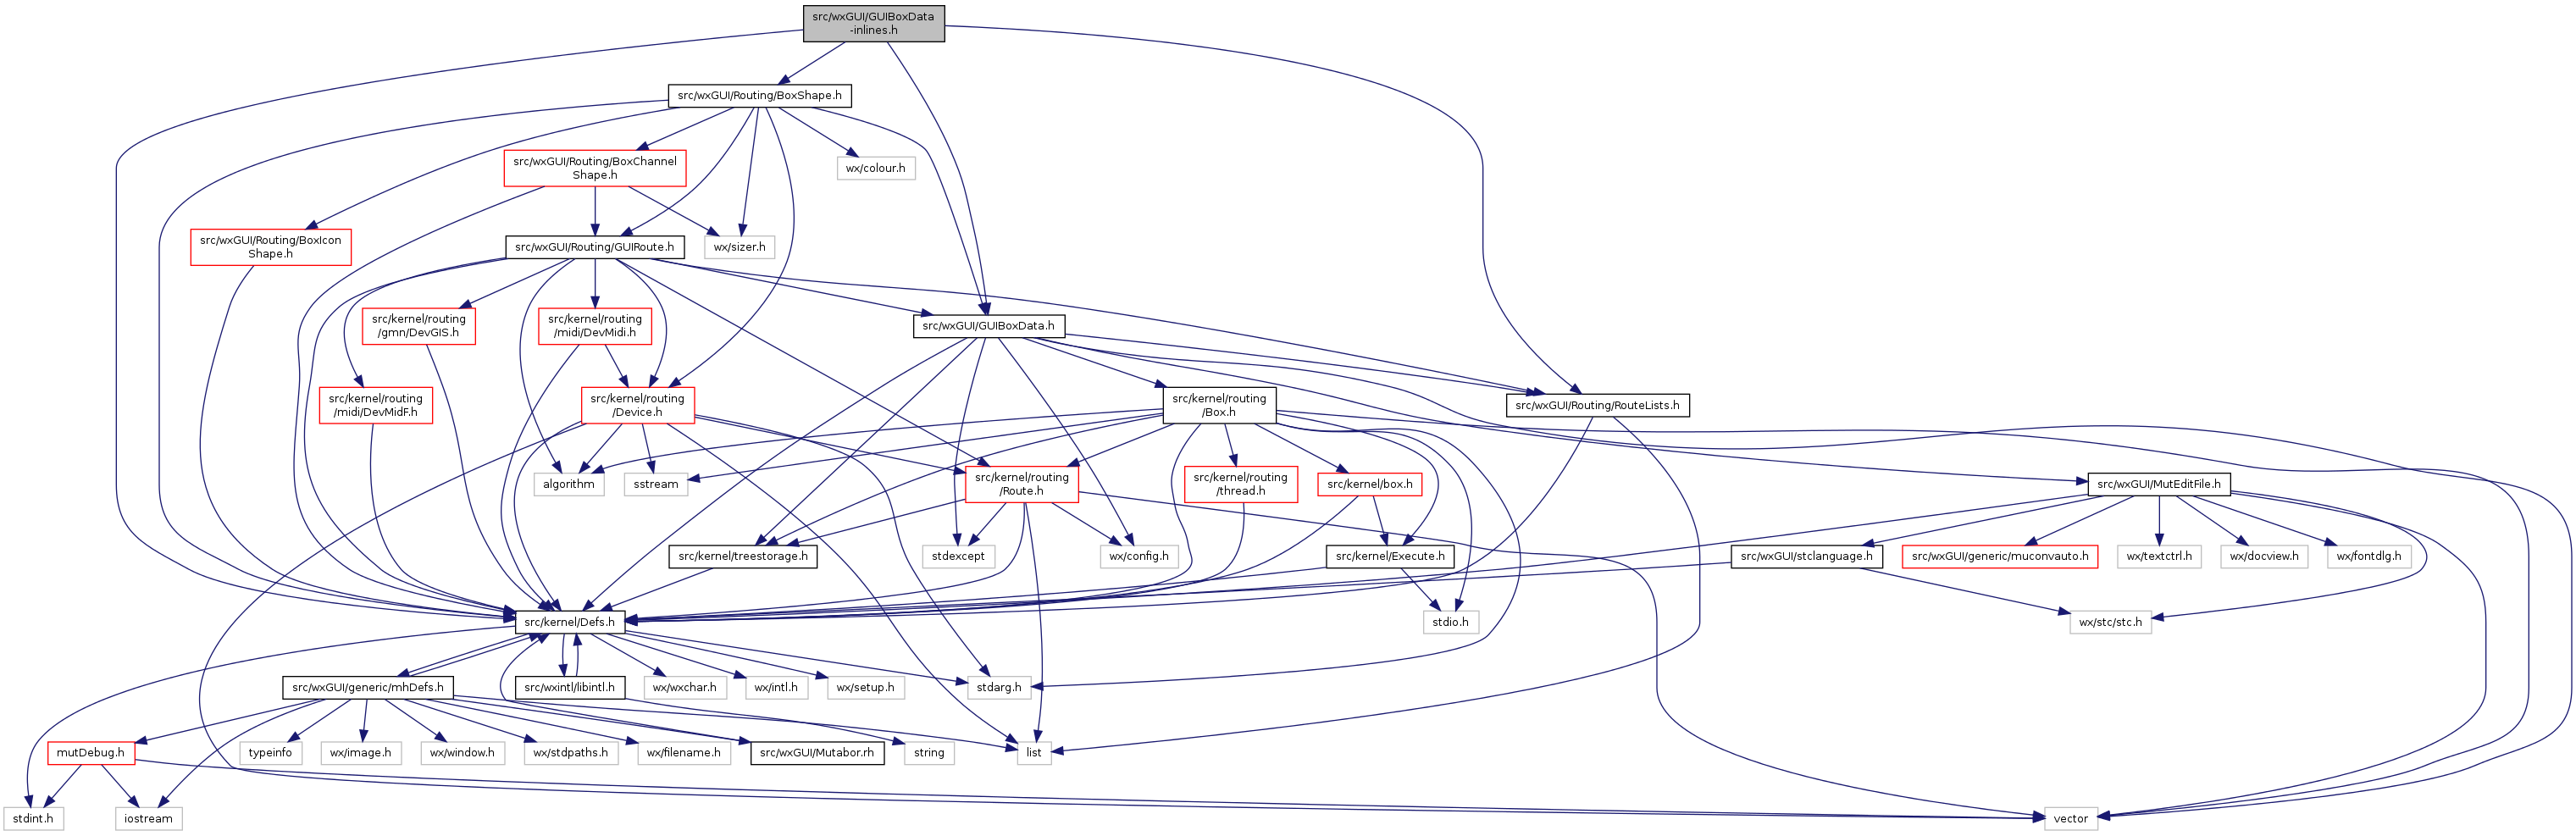 src/wxGUI/GUIBoxData
-inlines.h
src/wxGUI/Routing/BoxShape.h
src/wxGUI/Routing/BoxChannel
Shape.h
wx/colour.h
src/wxGUI/Routing/BoxIcon
Shape.h
src/wxGUI/Routing/GUIRoute.h
wx/sizer.h
src/kernel/routing
/gmn/DevGIS.h
src/kernel/routing
/midi/DevMidi.h
src/wxGUI/GUIBoxData.h
src/kernel/routing
/midi/DevMidF.h
src/kernel/routing
/Device.h
src/kernel/routing
/Box.h
src/wxGUI/Routing/RouteLists.h
algorithm
sstream
src/kernel/routing
/Route.h
src/kernel/routing
/thread.h
src/kernel/box.h
src/wxGUI/MutEditFile.h
src/kernel/treestorage.h
stdexcept
wx/config.h
src/kernel/Execute.h
src/wxGUI/stclanguage.h
src/wxGUI/generic/muconvauto.h
wx/textctrl.h
wx/docview.h
wx/fontdlg.h
src/kernel/Defs.h
stdio.h
wx/stc/stc.h
src/wxGUI/generic/mhDefs.h
src/wxintl/libintl.h
wx/wxchar.h
wx/intl.h
wx/setup.h
stdarg.h
mutDebug.h
typeinfo
wx/image.h
wx/window.h
wx/stdpaths.h
wx/filename.h
src/wxGUI/Mutabor.rh
string
list
stdint.h
iostream
vector